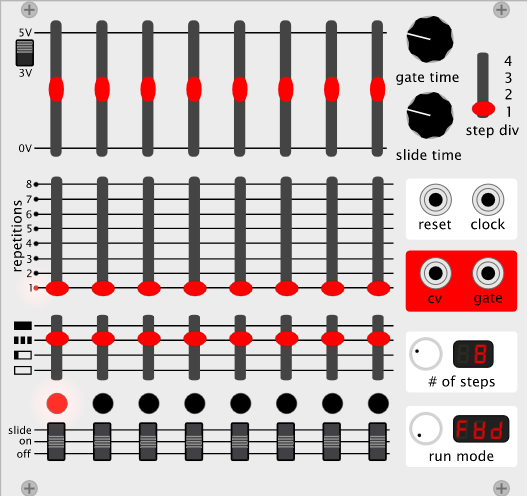 5V
3V
0V
gate time
slide time
4
3
2
1
step div
repetitions
8
7
6
5
4
3
2
1
reset
clock
cv
gate
8
# of steps
slide
on
off
Fwd
run mode